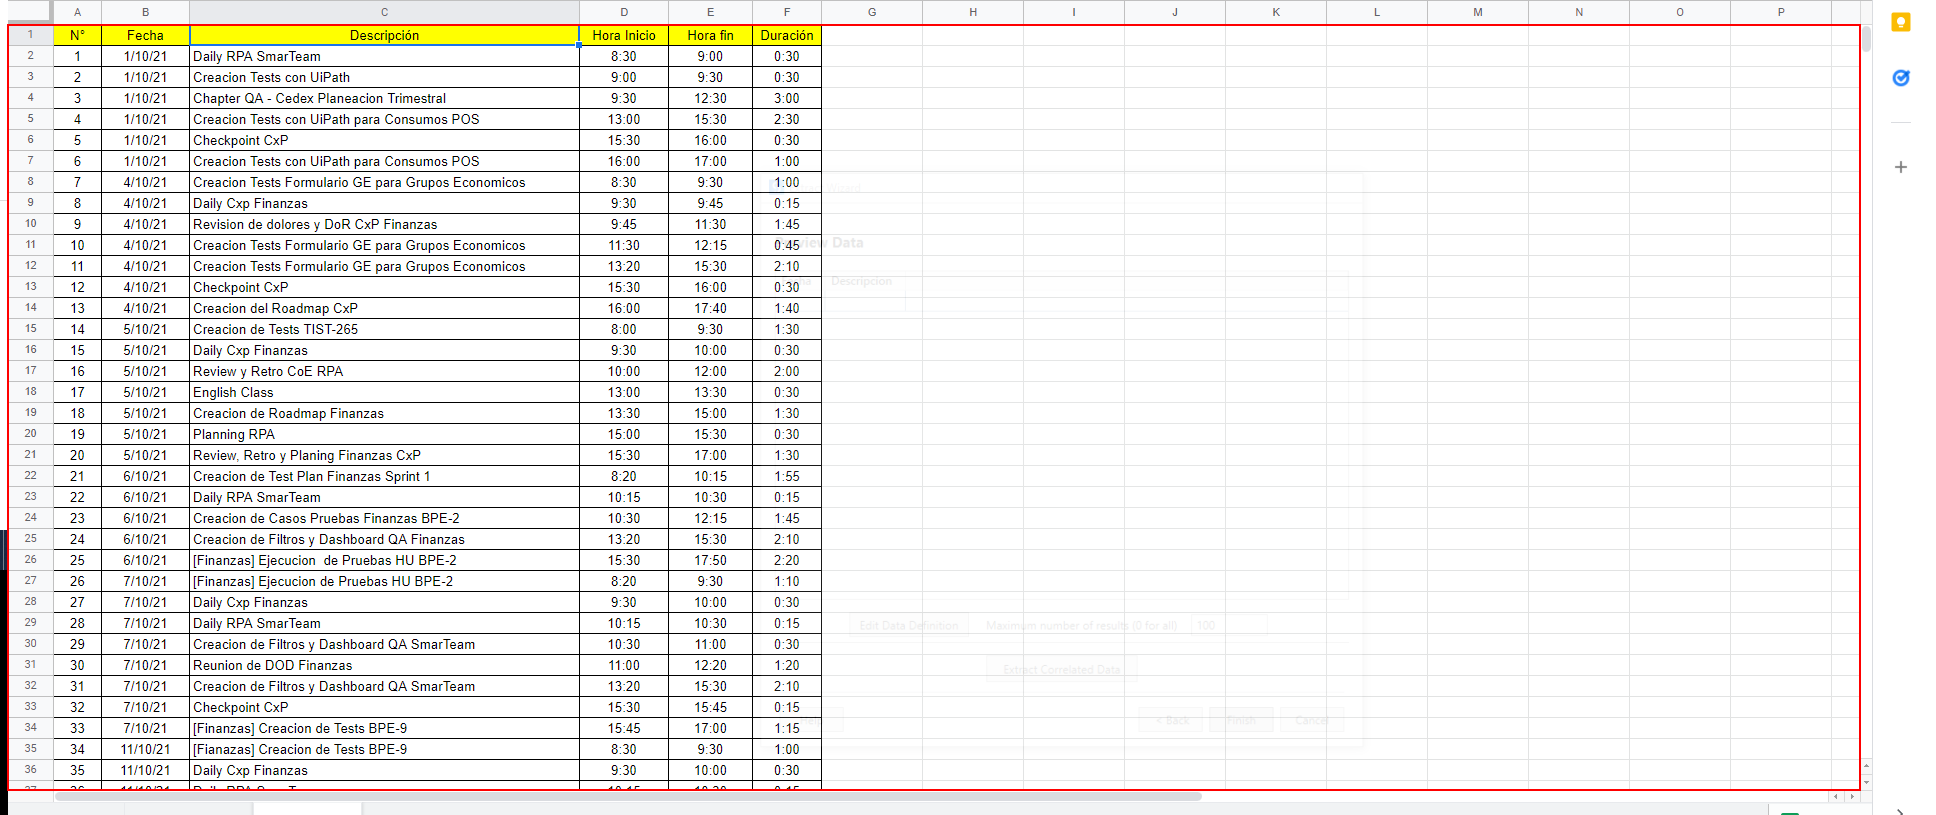 A B C D E F G H I J K L M N O P
1 N° Fecha Descripción Hora Inicio Hora fin Duración
2 1 1/10/21 Daily RPA SmarTeam 8:30 9:00 0:30
3 2 1/10/21 Creacion Tests con UiPath 9:00 9:30 0:30
4 3 1/10/21 Chapter QA - Cedex Planeacion Trimestral 9:30 12:30 3:00
5 4 1/10/21 Creacion Tests con UiPath para Consumos POS 13:00 15:30 2:30
6 5 1/10/21 Checkpoint CxP 15:30 16:00 0:30
7 6 1/10/21 Creacion Tests con UiPath para Consumos POS 16:00 17:00 1:00
8 7 4/10/21 Creacion Tests Formulario GE para Grupos Economicos 8:30 9:30 1:00
Wizard
9 8 4/10/21 Daily Cxp Finanzas 9:30 9:45 0:15
10 9 4/10/21 Revision de dolores y DoR CxP Finanzas 9:45 11:30 1:45
11 10 4/10/21 Creacion Tests Formulario GE para Grupos Economicos 11:30 12:15 0:45
Data
12 11 4/10/21 Creacion Tests Formulario GE para Grupos Economicos 13:20 15:30 2:10
13 12 4/10/21 Checkpoint CxP 15:30 16:00 0:30
Descripcion
14 13 4/10/21 Creacion del Roadmap CxP 16:00 17:40 1:40
15 14 5/10/21 Creacion de Tests TIST-265 8:00 9:30 1:30
16 15 5/10/21 Daily Cxp Finanzas 9:30 10:00 0:30
17 16 5/10/21 Review y Retro CoE RPA 10:00 12:00 2:00
18 17 5/10/21 English Class 13:00 13:30 0:30
19 18 5/10/21 Creacion de Roadmap Finanzas 13:30 15:00 1:30
20 19 5/10/21 Planning RPA 15:00 15:30 0:30
21 20 5/10/21 Review, Retro y Planing Finanzas CxP 15:30 17:00 1:30
22 21 6/10/21 Creacion de Test Plan Finanzas Sprint 1 8:20 10:15 1:55
23 22 6/10/21 Daily RPA SmarTeam 10:15 10:30 0:15
24 23 6/10/21 Creacion de Casos Pruebas Finanzas BPE-2 10:30 12:15 1:45
25 24 6/10/21 Creacion de Filtros y Dashboard QA Finanzas 13:20 15:30 2:10
26 25 6/10/21 [Finanzas] Ejecucion  de Pruebas HU BPE-2 15:30 17:50 2:20
27 26 7/10/21 [Finanzas] Ejecucion de Pruebas HU BPE-2 8:20 9:30 1:10
28 27 7/10/21 Daily Cxp Finanzas 9:30 10:00 0:30
29 28 7/10/21 Daily RPA SmarTeam 10:15 10:30 0:15
Edit Data Definition Maximum number of results (0 for all) 100
30 29 7/10/21 Creacion de Filtros y Dashboard QA SmarTeam 10:30 11:00 0:30
31 30 7/10/21 Reunion de DOD Finanzas 11:00 12:20 1:20
Extract Correlated Data
32 31 7/10/21 Creacion de Filtros y Dashboard QA SmarTeam 13:20 15:30 2:10
33 32 7/10/21 Checkpoint CxP 15:30 15:45 0:15
< Back Finish Cancel
34 33 7/10/21 [Finanzas] Creacion de Tests BPE-9 15:45 17:00 1:15
35 34 11/10/21 [Fianazas] Creacion de Tests BPE-9 8:30 9:30 1:00
36 35 11/10/21 Daily Cxp Finanzas 9:30 10:00 0:30